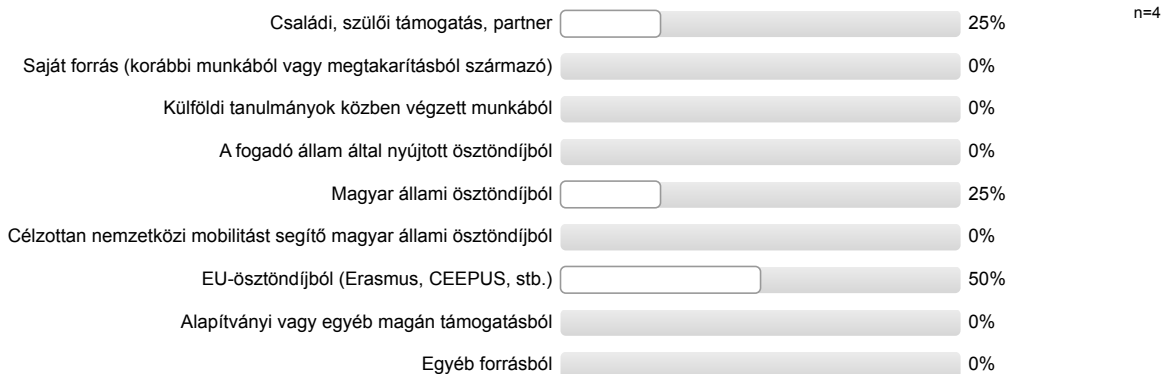 Családi, szülői támogatás, partner 25% n=4
Saját forrás (korábbi munkából vagy megtakarításból származó) 0%
Külföldi tanulmányok közben végzett munkából 0%
A fogadó állam által nyújtott ösztöndíjból 0%
Magyar állami ösztöndíjból 25%
Célzottan nemzetközi mobilitást segítő magyar állami ösztöndíjból 0%
EU-ösztöndíjból (Erasmus, CEEPUS, stb.) 50%
Alapítványi vagy egyéb magán támogatásból 0%
Egyéb forrásból 0%